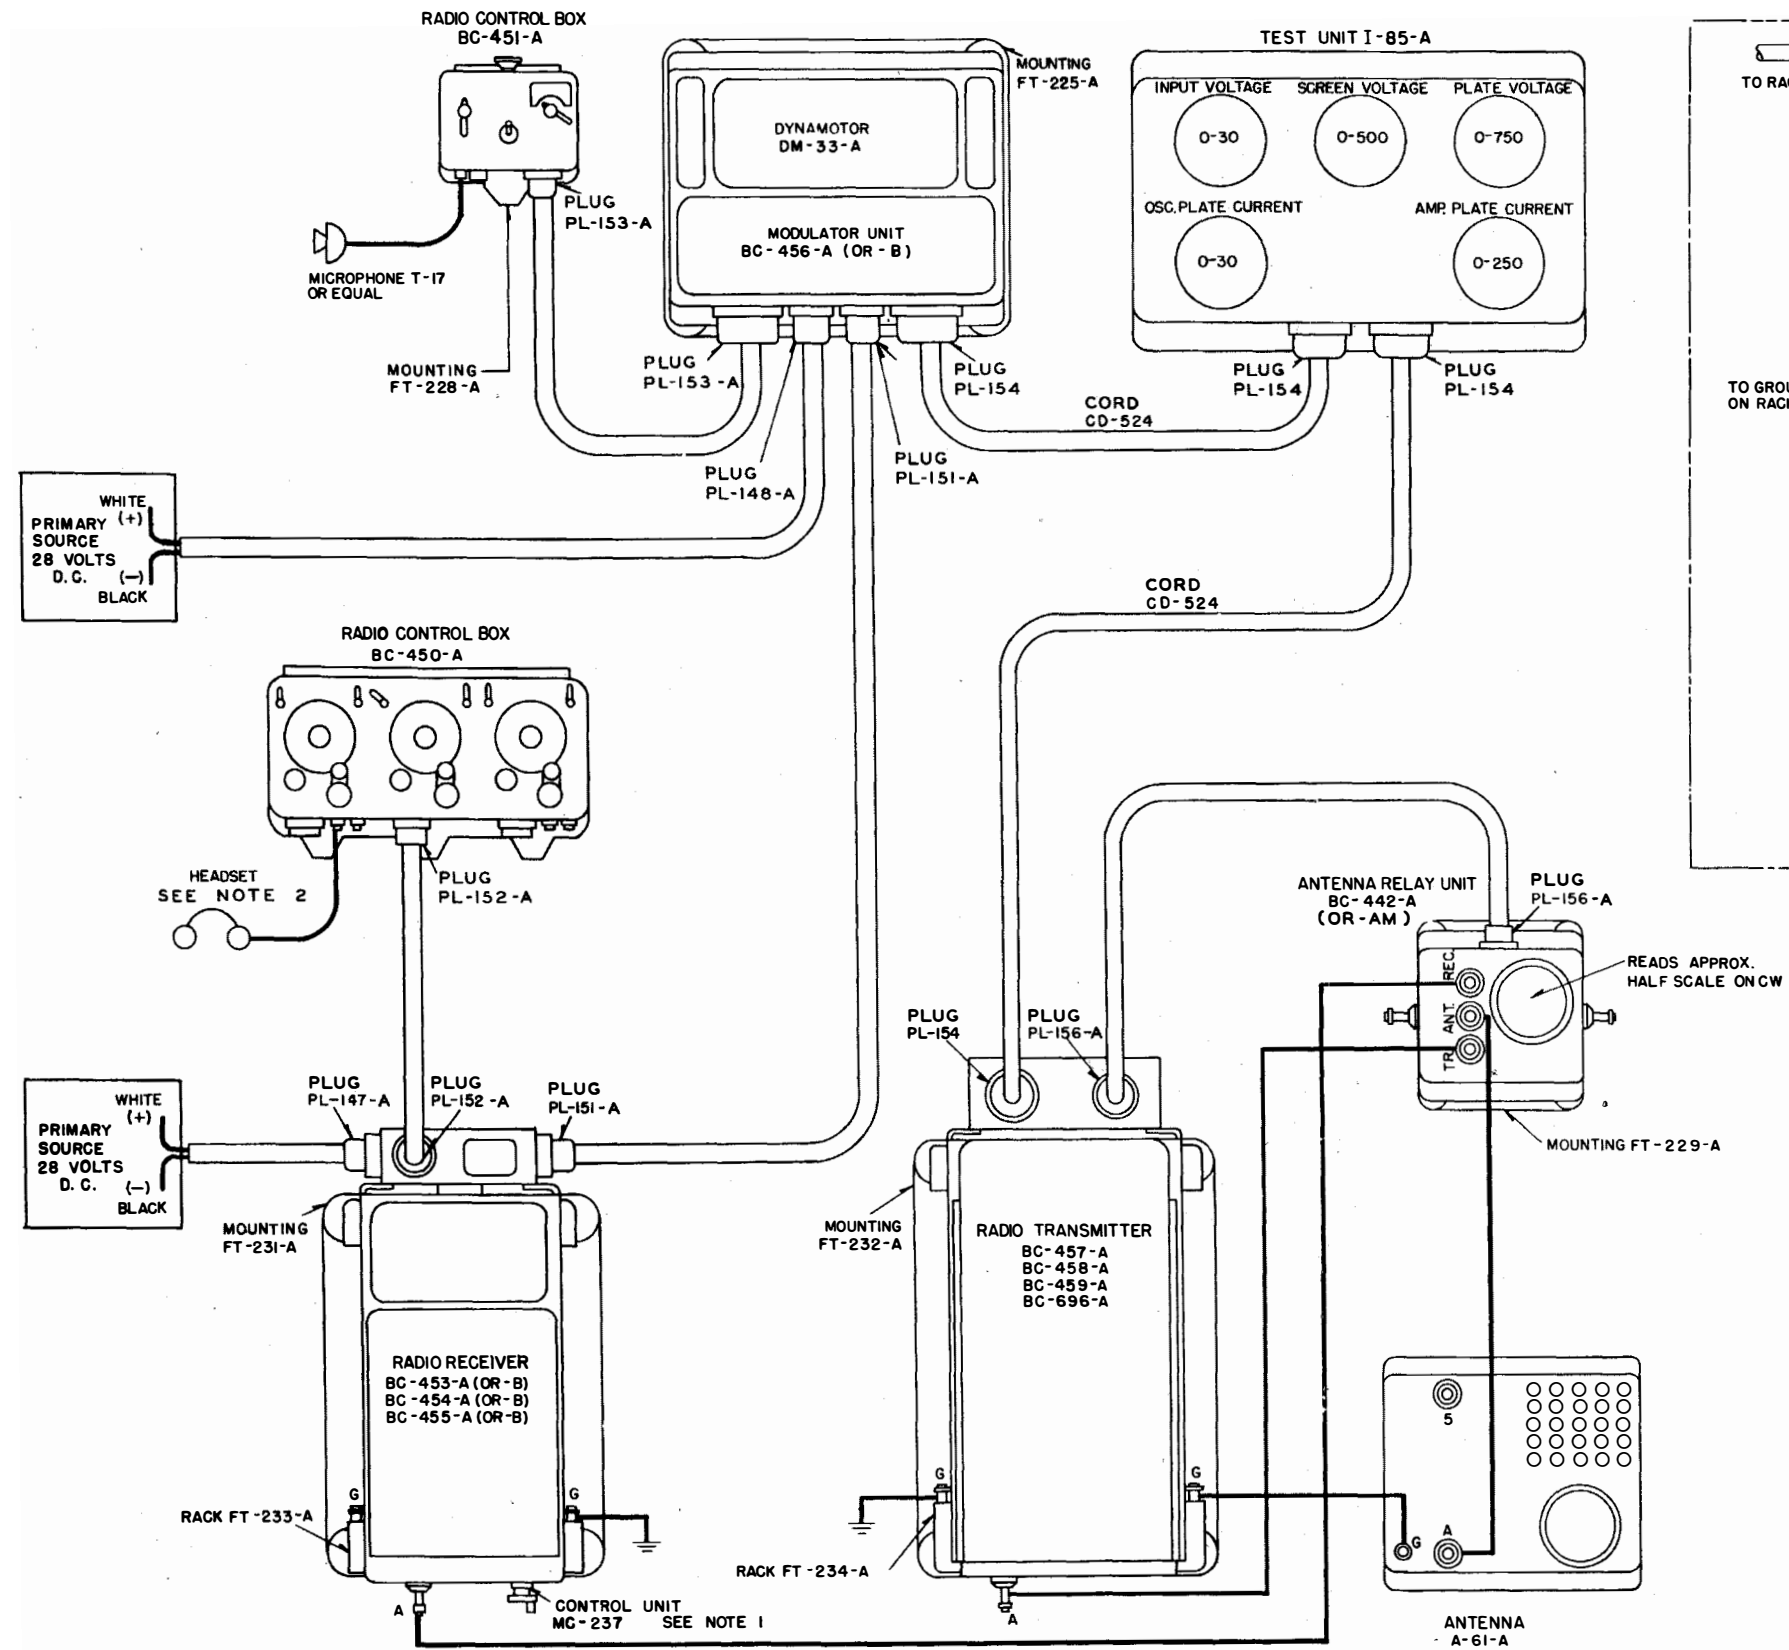 RADIO CONTROL BOX
BC-451-A
MOUNTING
FT-225-A
TEST UNIT I-85-A
TO RAC
INPUT VOLTAGE
SCREEN VOLTAGE
PLATE VOLTAGE
0-30
0-500
0-750
DYNAMOTOR
DM-33-A
PLUG
PL-153-A
OSC. PLATE CURRENT
AMP. PLATE CURRENT
MODULATOR UNIT
BC-456-A (OR-B)
0-30
0-250
MICROPHONE T-17
OR EQUAL
MOUNTING
FT-228-A
PLUG
PL-153-A
PLUG
PL-154
PLUG
PL-154
PLUG
PL-154
TO GROU
ON RACK
CORD
CD-524
PLUG
PL-148-A
PLUG
PL-151-A
WHITE
(+)
PRIMARY
SOURCE
28 VOLTS
D.C.
(−)
BLACK
CORD
CD-524
RADIO CONTROL BOX
BC-450-A
HEADSET
SEE NOTE 2
PLUG
PL-152-A
ANTENNA RELAY UNIT
BC-442-A
(OR-AM)
PLUG
PL-156-A
REC.
ANT.
TR.
READS APPROX.
HALF SCALE ON CW
PLUG
PL-154
PLUG
PL-156-A
MOUNTING FT-229-A
WHITE
(+)
PRIMARY
SOURCE
28 VOLTS
D.C.
(−)
BLACK
PLUG
PL-147-A
PLUG
PL-152-A
PLUG
PL-151-A
MOUNTING
FT-231-A
MOUNTING
FT-232-A
RADIO TRANSMITTER
BC-457-A
BC-458-A
BC-459-A
BC-696-A
RADIO RECEIVER
BC-453-A (OR-B)
BC-454-A (OR-B)
BC-455-A (OR-B)
5
G
G
G
G
RACK FT-233-A
RACK FT-234-A
G
A
A
CONTROL UNIT
MC-237 SEE NOTE 1
A
ANTENNA
A-61-A